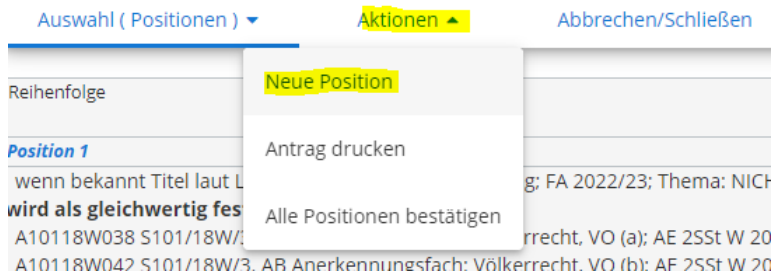 Auswahl ( Positionen ) Aktionen Abbrechen/Schließen
Neue Position
Reihenfolge
Antrag drucken
Position 1
wenn bekannt Titel laut g; FA 2022/23; Thema: NICH
wird als gleichwertig fes
Alle Positionen bestätigen
A10118W038 S101/18W/ rrecht, VO (a); AE 2SSt W 20
A10118W042 S101/18W/3, AB Anerkennungsfach: Völkerrecht, VO (b); AE 2SSt W 20